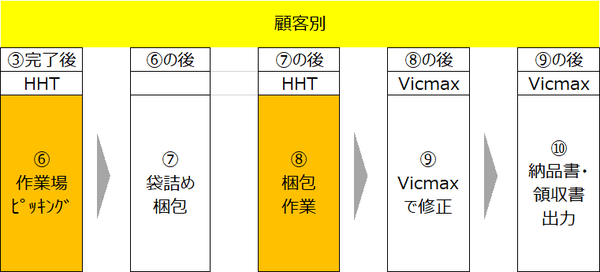 顧客別
③完了後
⑥の後
⑦の後
⑧の後
⑨の後
HHT
HHT
Vicmax
Vicmax
⑥
作業場
ﾋﾟｯｷﾝｸﾞ
⑦
袋詰め
梱包
⑧
梱包
作業
⑨
Vicmax
で修正
⑩
納品書・
領収書
出力